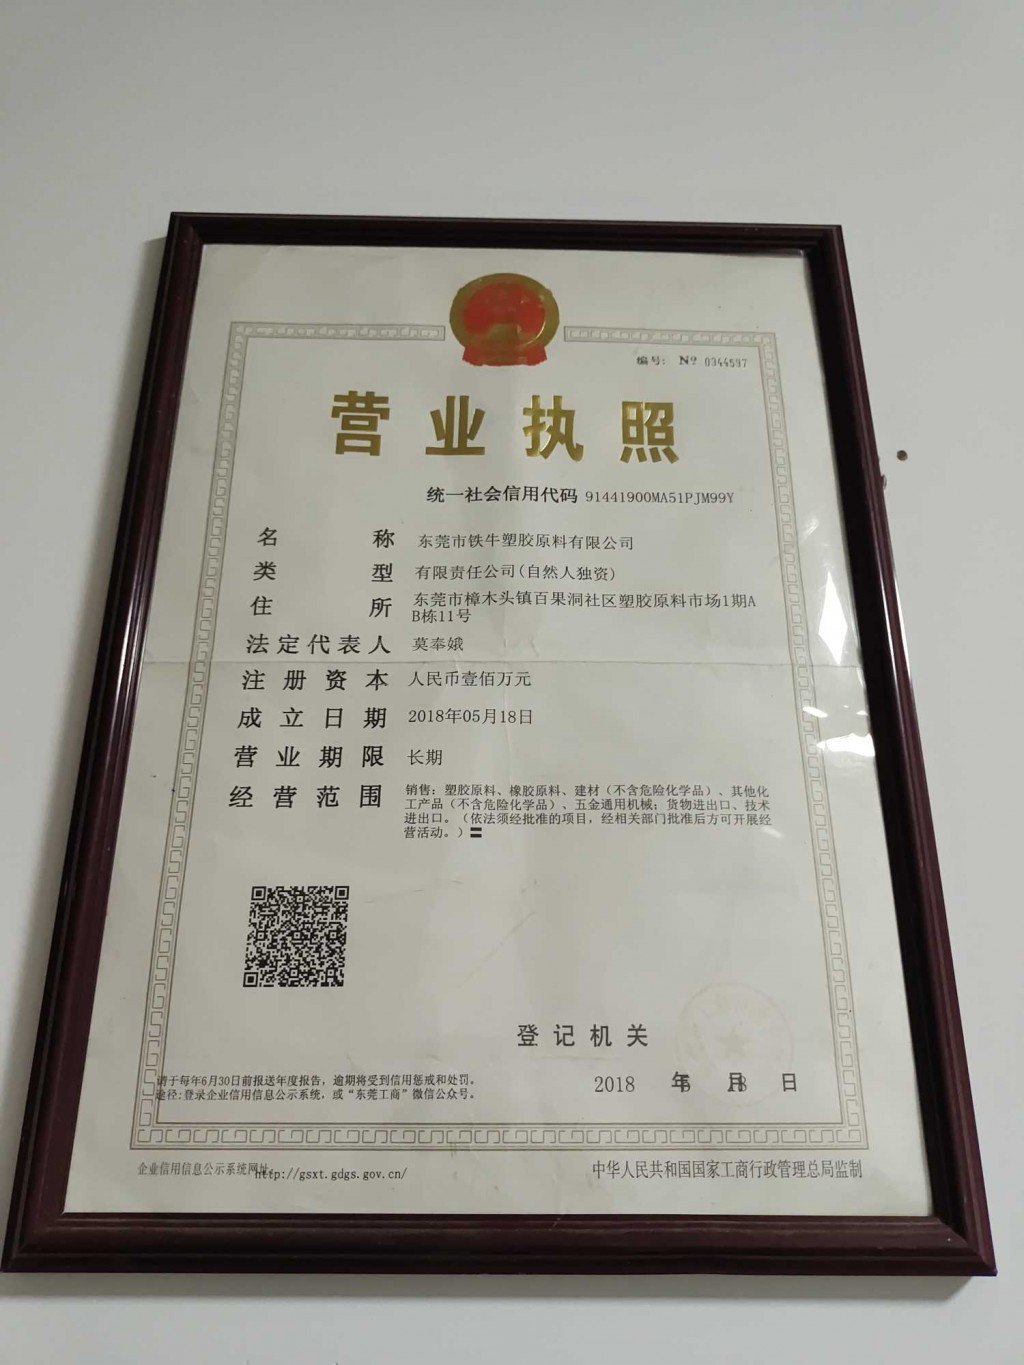 编号: № 0344597
营业执照
统一社会信用代码 91441900MA51PJM99Y
名称 东莞市铁牛塑胶原料有限公司
类型 有限责任公司(自然人独资)
住所 东莞市樟木头镇百果洞社区塑胶原料市场1期A
B栋11号
法定代表人 莫奉娥
注册资本 人民币壹佰万元
成立日期 2018年05月18日
营业期限 长期
经营范围 销售：塑胶原料、橡胶原料、建材（不含危险化学品）、其他化
工产品（不含危险化学品）、五金通用机械；货物进出口、技术
进出口。（依法须经批准的项目，经相关部门批准后方可开展经
营活动。）〓
登记机关
2018 年 5 月 18 日
请于每年6月30日前报送年度报告，逾期将受到信用惩戒和处罚。
途径:登录企业信用信息公示系统，或“东莞工商”微信公众号。
企业信用信息公示系统网址: http://gsxt.gdgs.gov.cn/
中华人民共和国国家工商行政管理总局监制